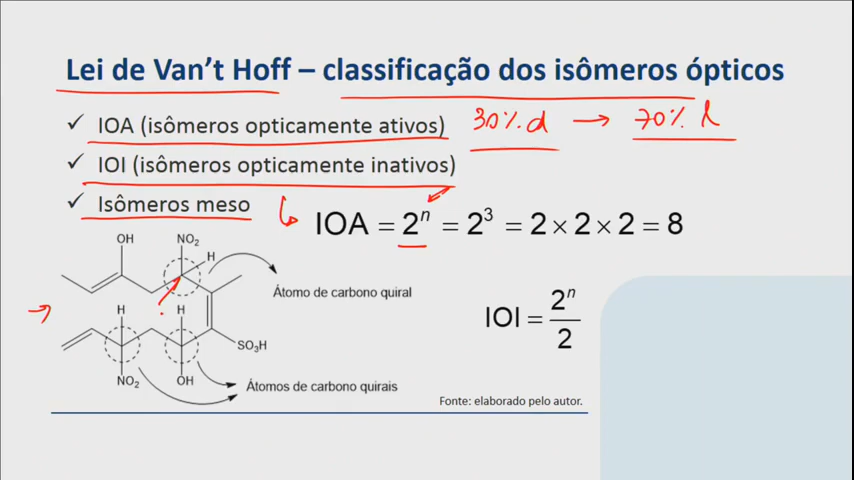 Lei de Van't Hoff – classificação dos isômeros ópticos
✓ IOA (isômeros opticamente ativos) 30%.d → 70% l
✓ IOI (isômeros opticamente inativos)
✓ Isômeros meso
IOA = 2ⁿ = 2³ = 2 × 2 × 2 = 8
OH NO₂
H
Átomo de carbono quiral
H H
IOI = 2ⁿ/2
SO₃H
NO₂ OH
Átomos de carbono quirais
Fonte: elaborado pelo autor.